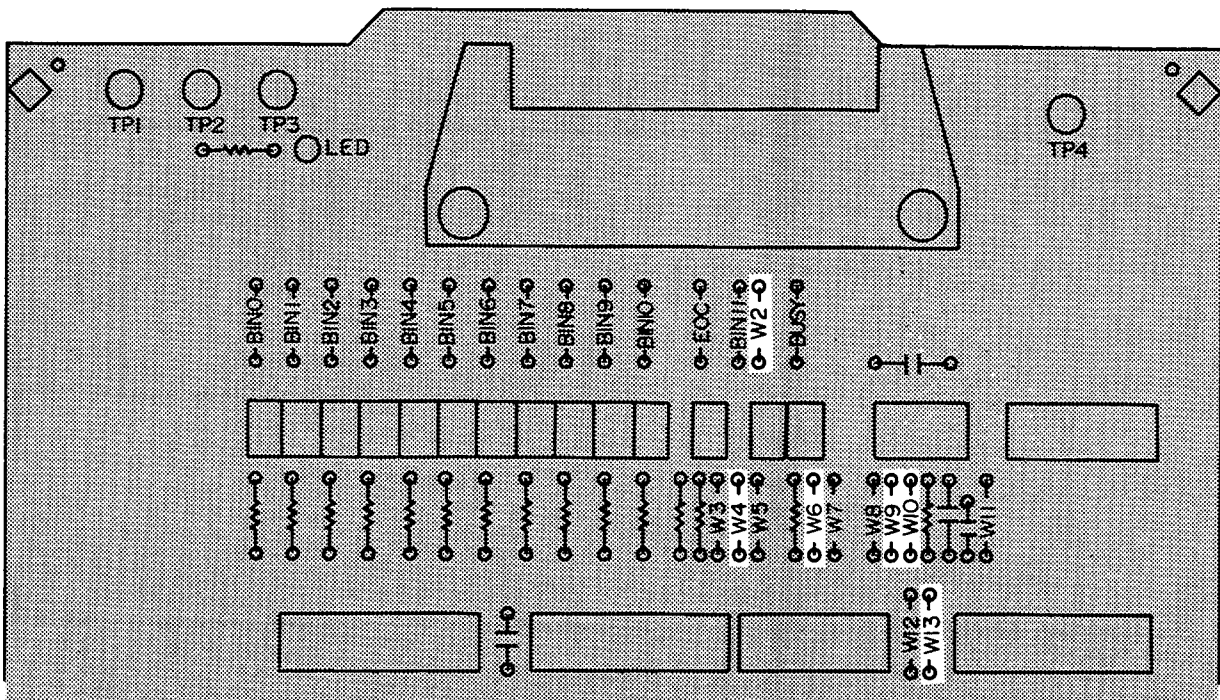 TP1 TP2 TP3
LED
TP4
BIN0 BIN1 BIN2 BIN3 BIN4 BIN5 BIN6 BIN7 BIN8 BIN9 BIN10 EOC BIN11 W2 BUSY
W3 W4 W5 W6 W7 W8 W9 W10 W11
W12 W13